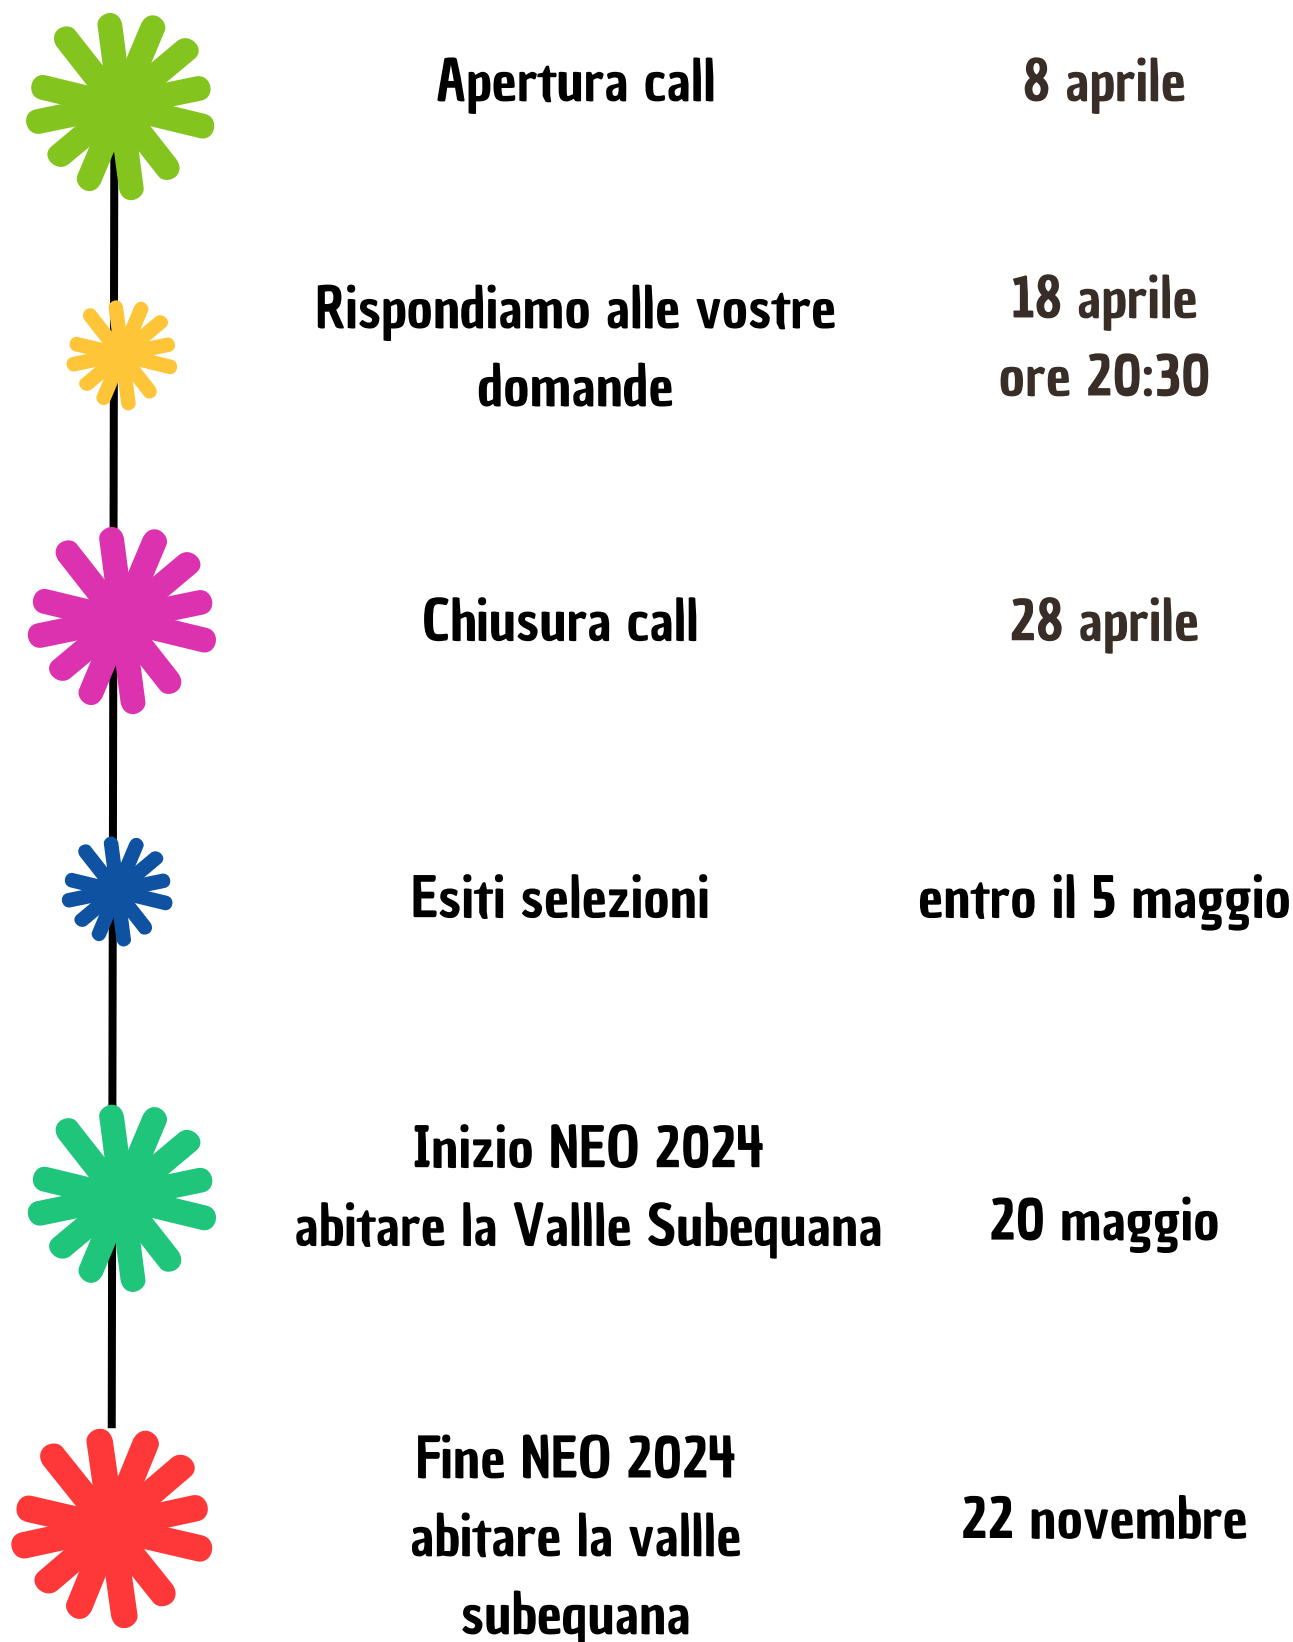 Apertura call
8 aprile
Rispondiamo alle vostre
domande
18 aprile
ore 20:30
Chiusura call
28 aprile
Esiti selezioni
entro il 5 maggio
Inizio NEO 2024
abitare la Vallle Subequana
20 maggio
Fine NEO 2024
abitare la vallle
subequana
22 novembre